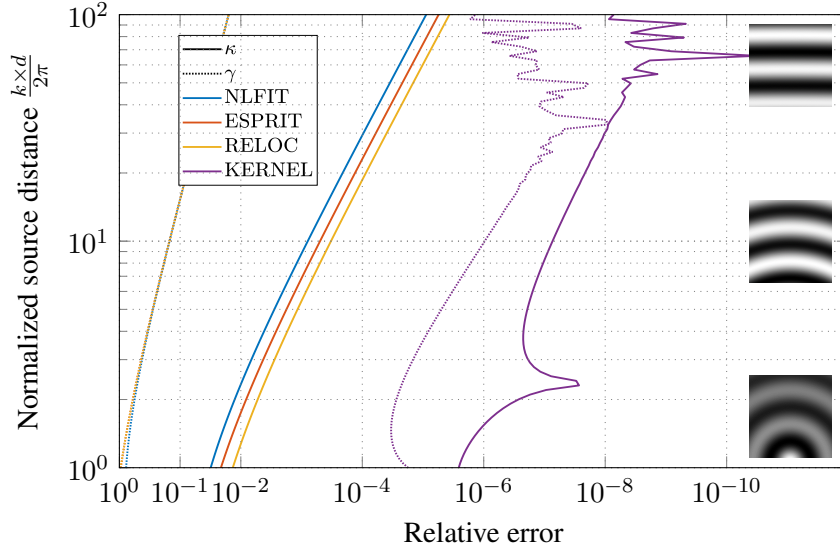 10^2
κ
γ
NLFIT
ESPRIT
RELOC
KERNEL
Normalized source distance \frac{k×d}{2π}
10^1
10^0
10^0 10^{-1} 10^{-2} 10^{-4} 10^{-6} 10^{-8} 10^{-10}
Relative error